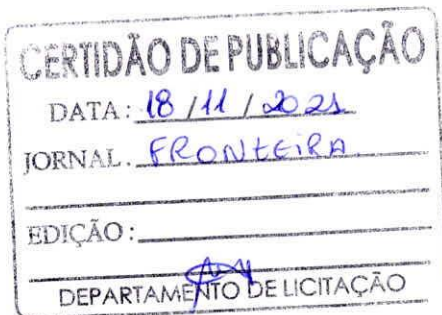 CERTIDÃO DE PUBLICAÇÃO
DATA: 18/11/2021
JORNAL. FRONTEIRA
EDIÇÃO:
DEPARTAMENTO DE LICITAÇÃO